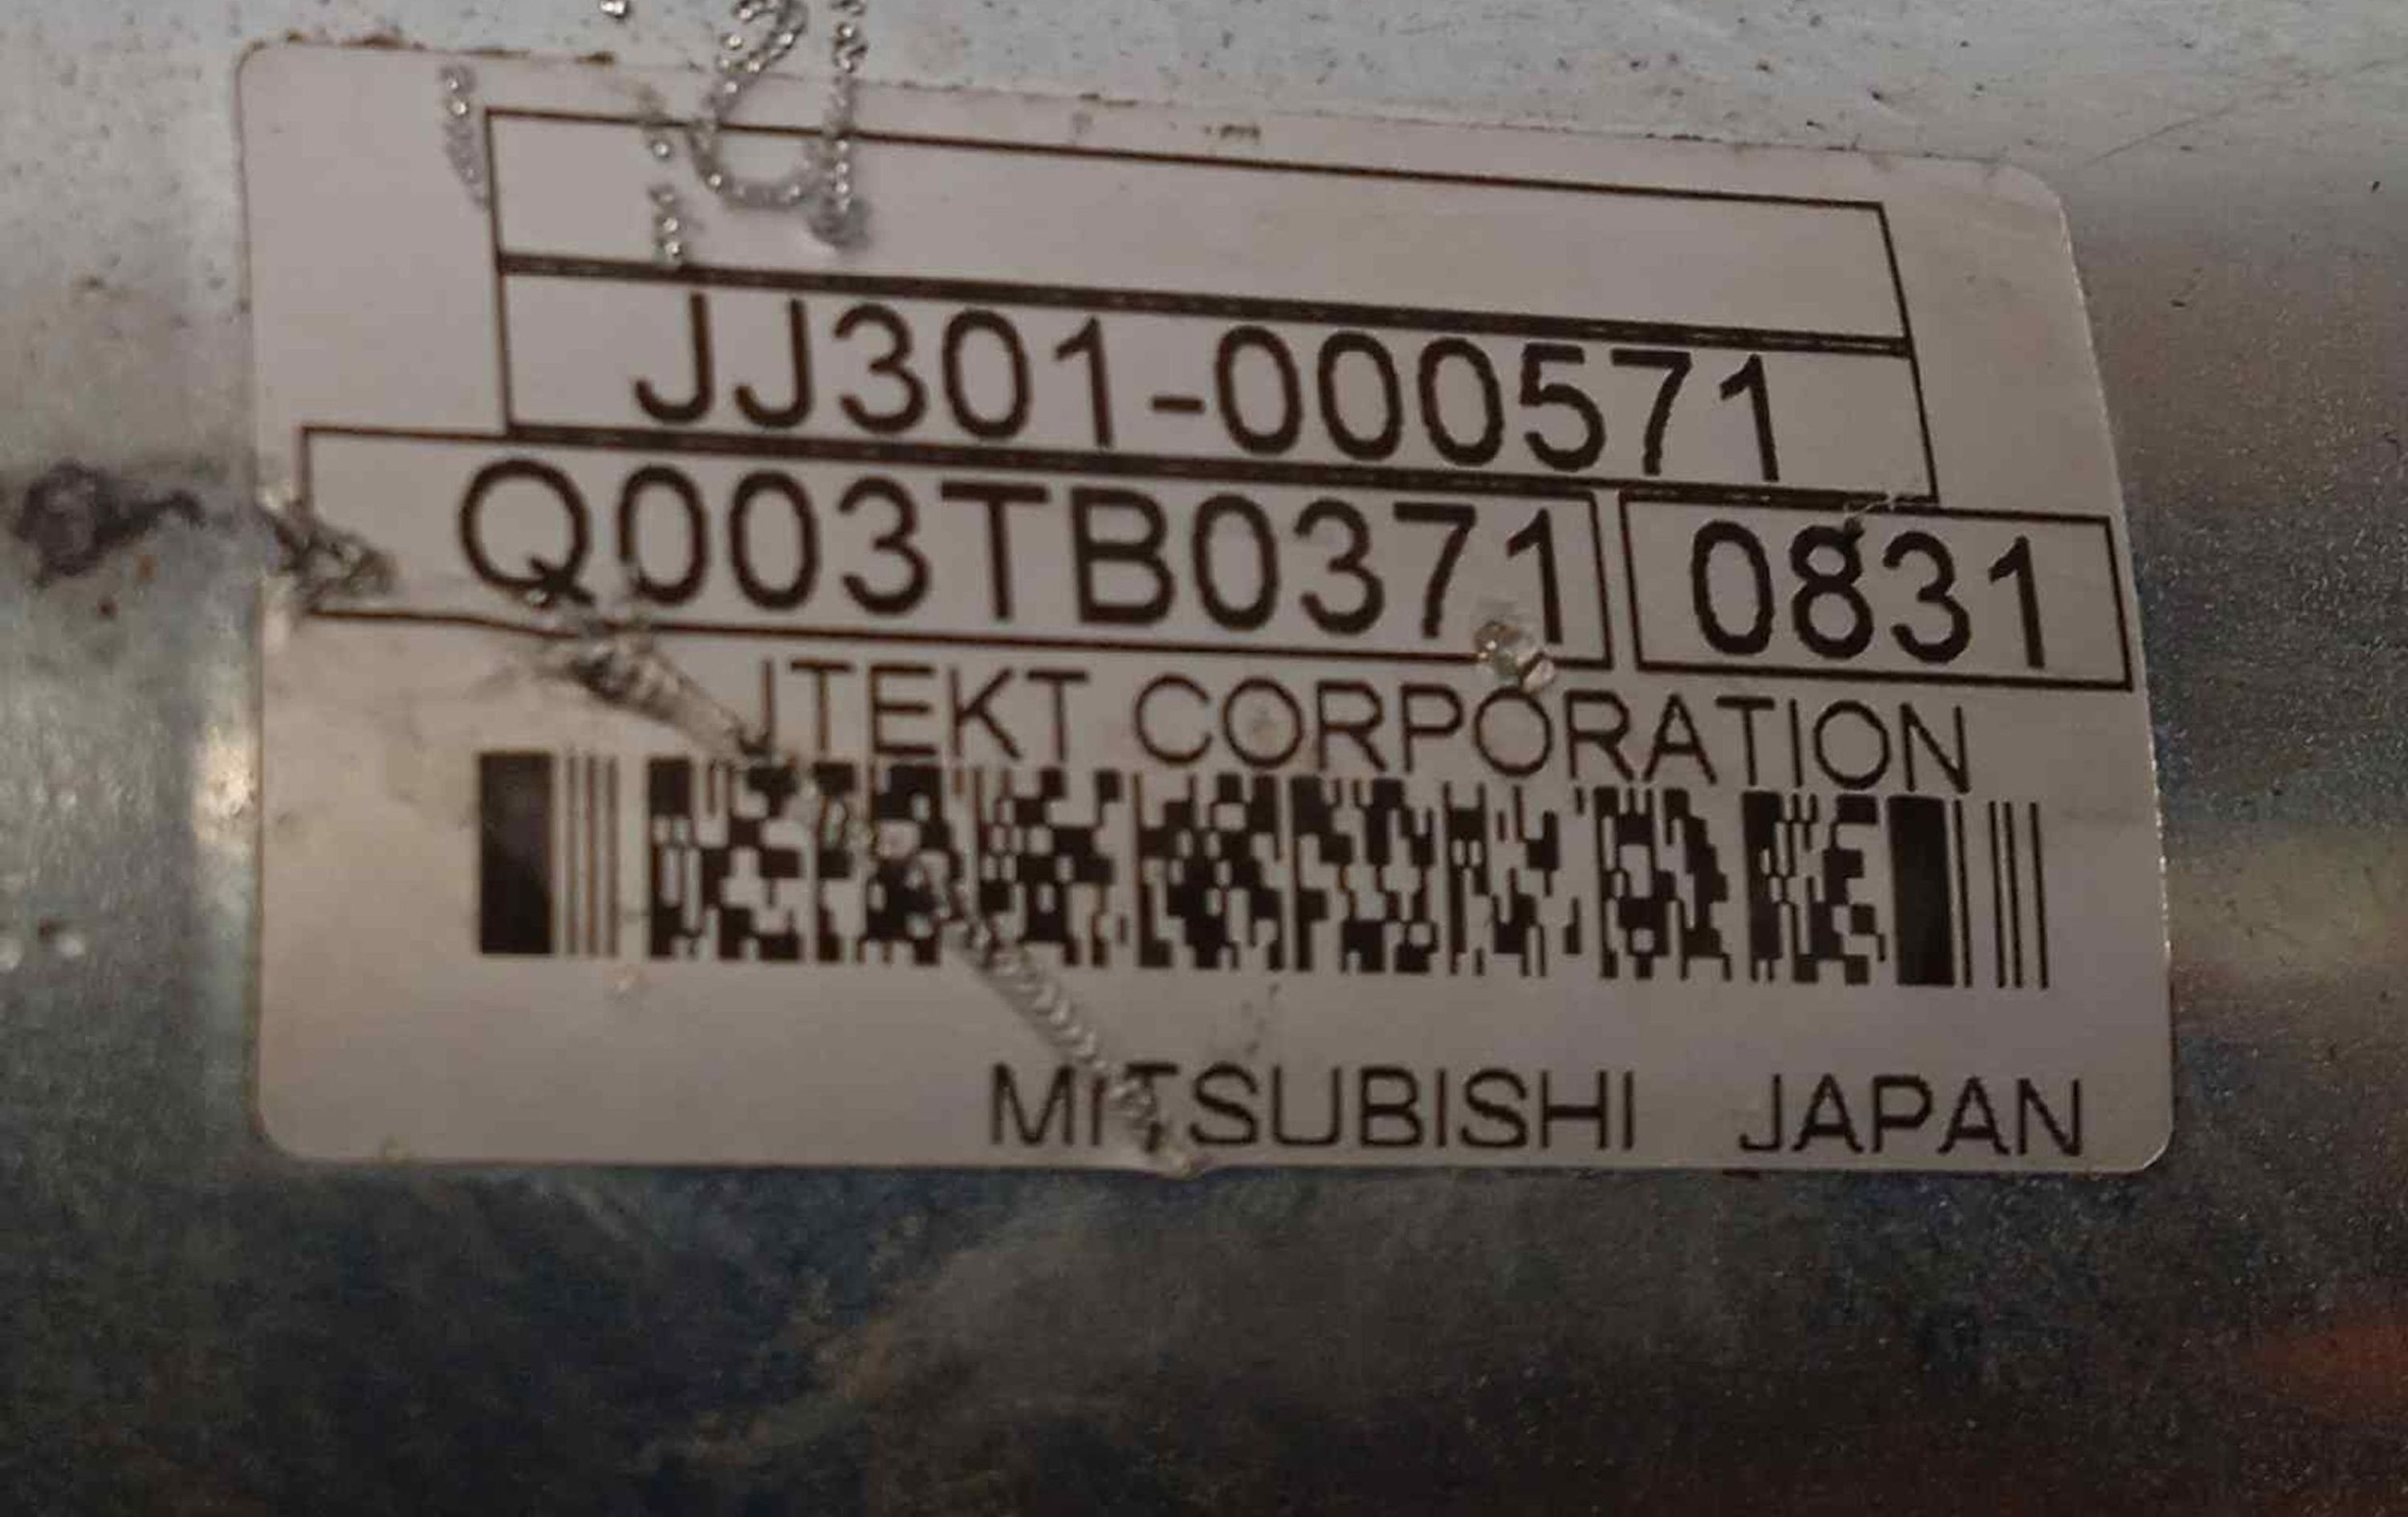 JJ301-000571
Q003TB0371 0831
JTEKT CORPORATION
MITSUBISHI JAPAN